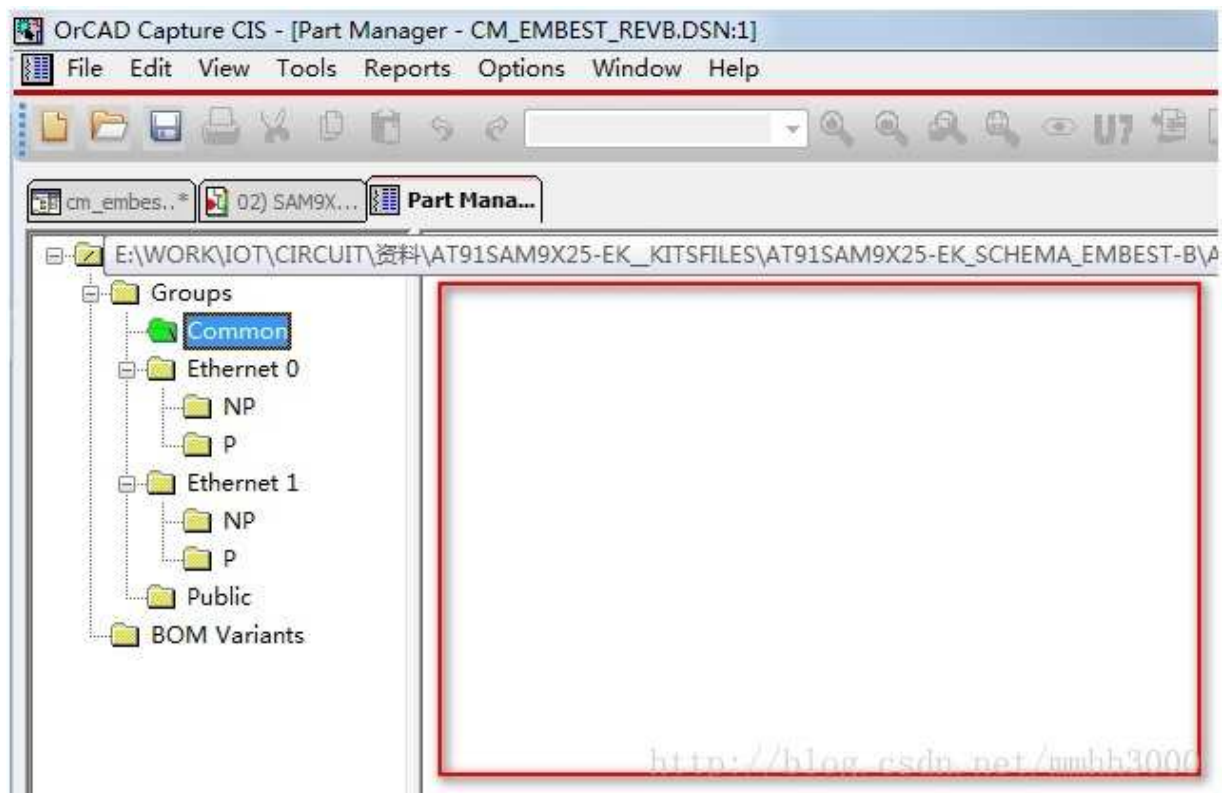 OrCAD Capture CIS - [Part Manager - CM_EMBEST_REVB.DSN:1]
File Edit View Tools Reports Options Window Help
U?
cm_embes..* 02) SAM9X... Part Mana...
E:\WORK\IOT\CIRCUIT\资料\AT91SAM9X25-EK__KITSFILES\AT91SAM9X25-EK_SCHEMA_EMBEST-B\A
Groups
Common
Ethernet 0
NP
P
Ethernet 1
NP
P
Public
BOM Variants
http://blog.csdn.net/mmhh3000